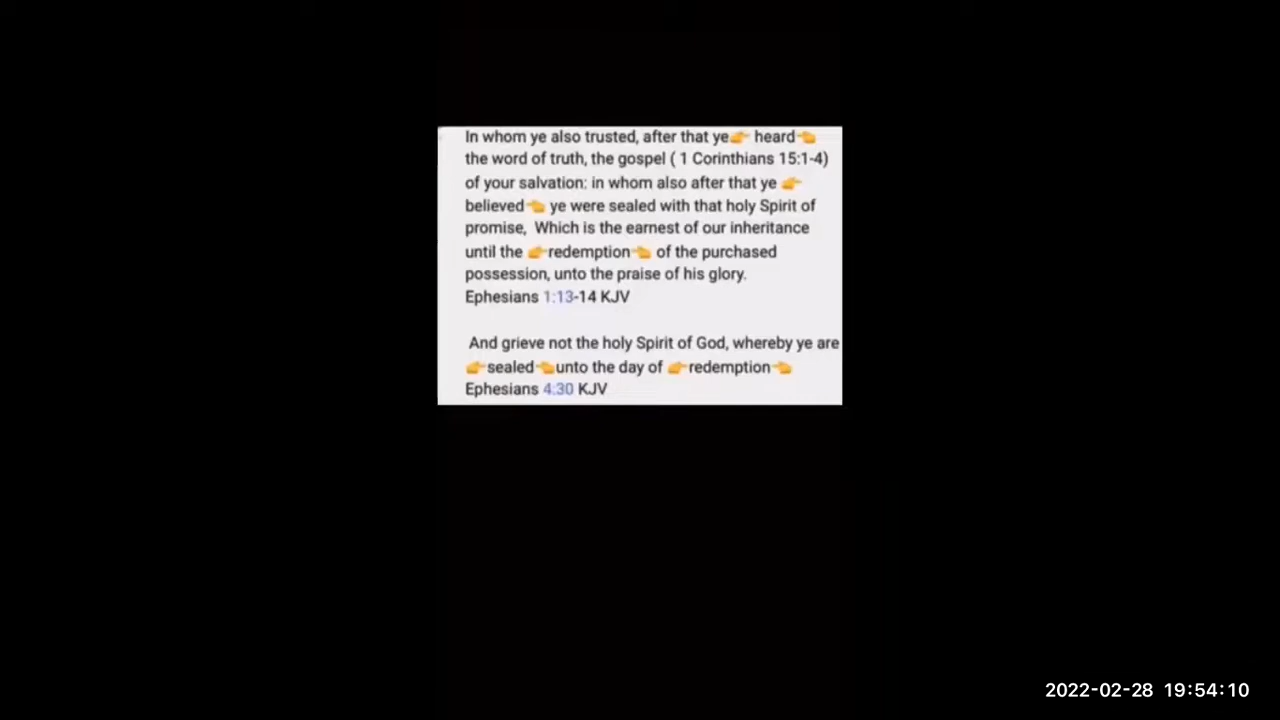 In whom ye also trusted, after that ye👉 heard👈
the word of truth, the gospel ( 1 Corinthians 15:1-4)
of your salvation: in whom also after that ye 👉
believed👈 ye were sealed with that holy Spirit of
promise,  Which is the earnest of our inheritance
until the 👉redemption👈 of the purchased
possession, unto the praise of his glory.
Ephesians 1:13-14 KJV
And grieve not the holy Spirit of God, whereby ye are
👉sealed👈unto the day of 👉redemption👈
Ephesians 4:30 KJV
2022-02-28 19:54:10